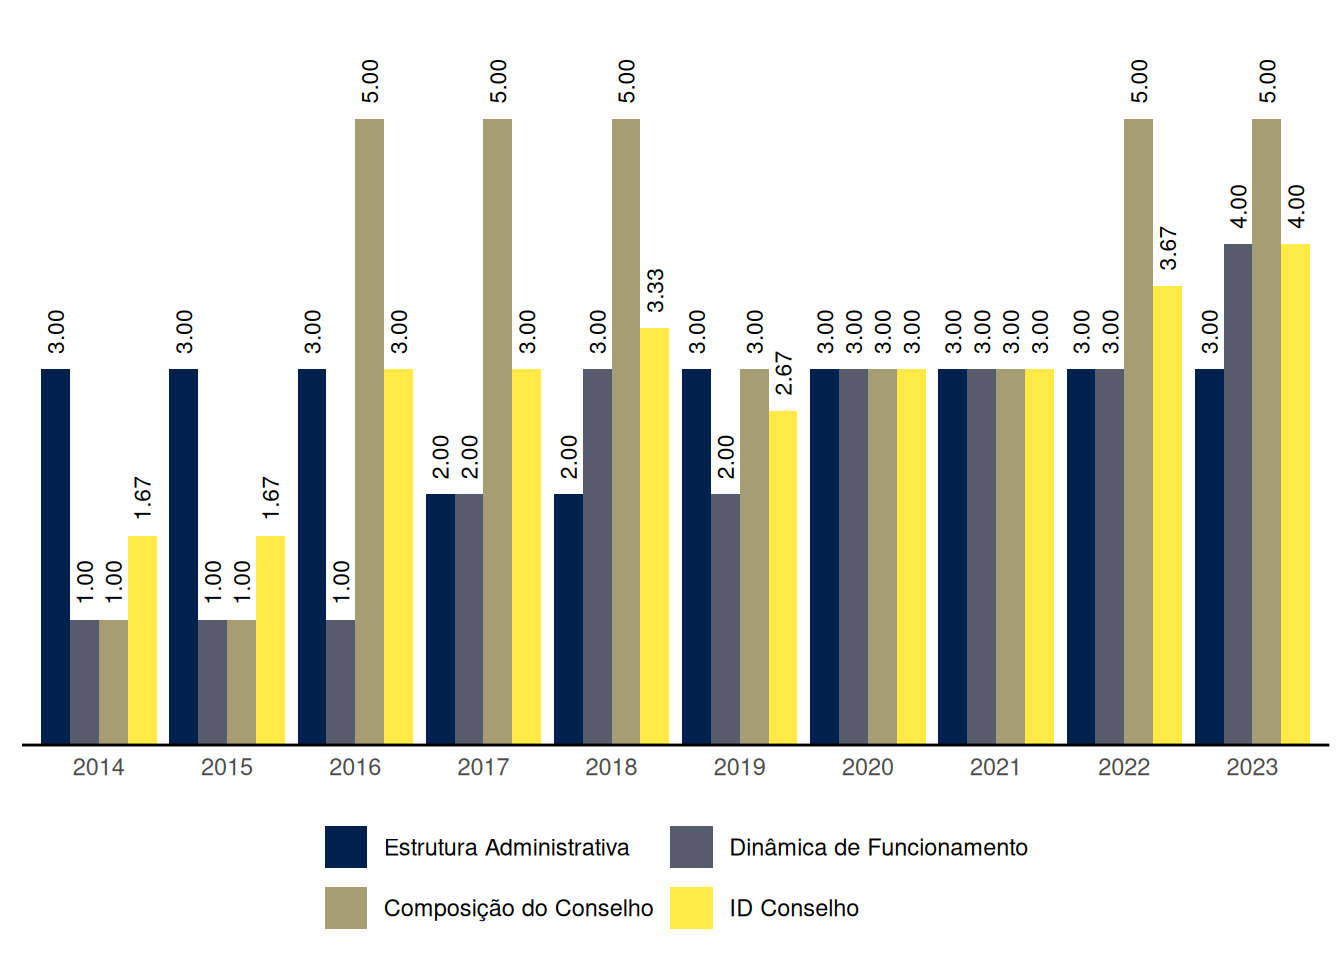 3.00 1.00 1.00 1.67
3.00 1.00 1.00 1.67
3.00 1.00 5.00 3.00
2.00 2.00 5.00 3.00
2.00 3.00 5.00 3.33
3.00 2.00 3.00 2.67
3.00 3.00 3.00 3.00
3.00 3.00 3.00 3.00
3.00 3.00 5.00 3.67
3.00 4.00 5.00 4.00
2014 2015 2016 2017 2018 2019 2020 2021 2022 2023
Estrutura Administrativa Dinâmica de Funcionamento
Composição do Conselho ID Conselho